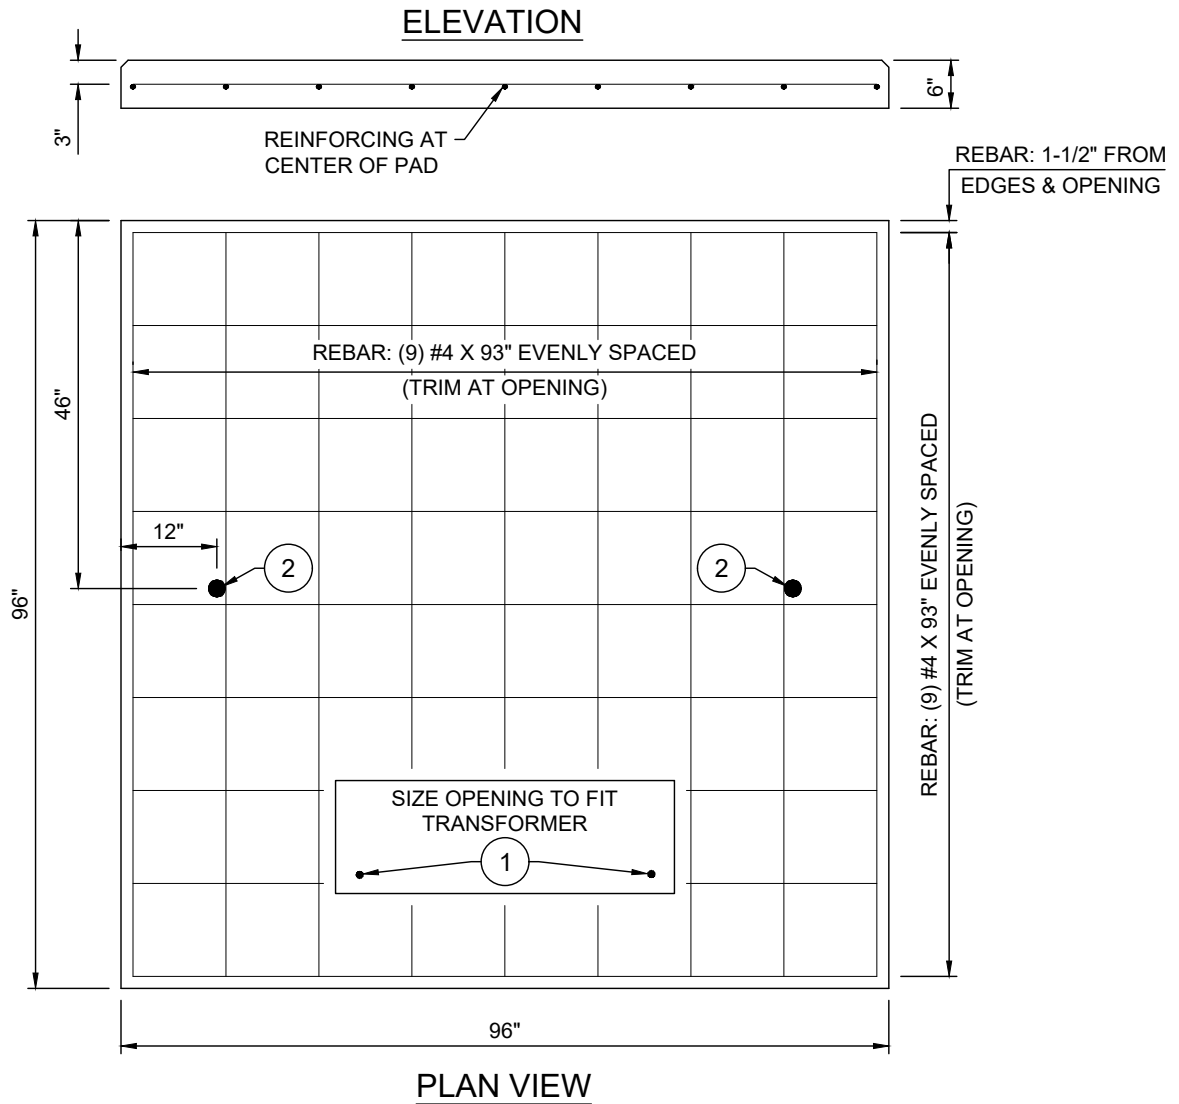 ELEVATION
3"
6"
REINFORCING AT
CENTER OF PAD
REBAR: 1-1/2" FROM
EDGES & OPENING
REBAR: (9) #4 X 93" EVENLY SPACED
(TRIM AT OPENING)
46"
12"
2
2
96"
REBAR: (9) #4 X 93" EVENLY SPACED
(TRIM AT OPENING)
SIZE OPENING TO FIT
TRANSFORMER
1
96"
PLAN VIEW